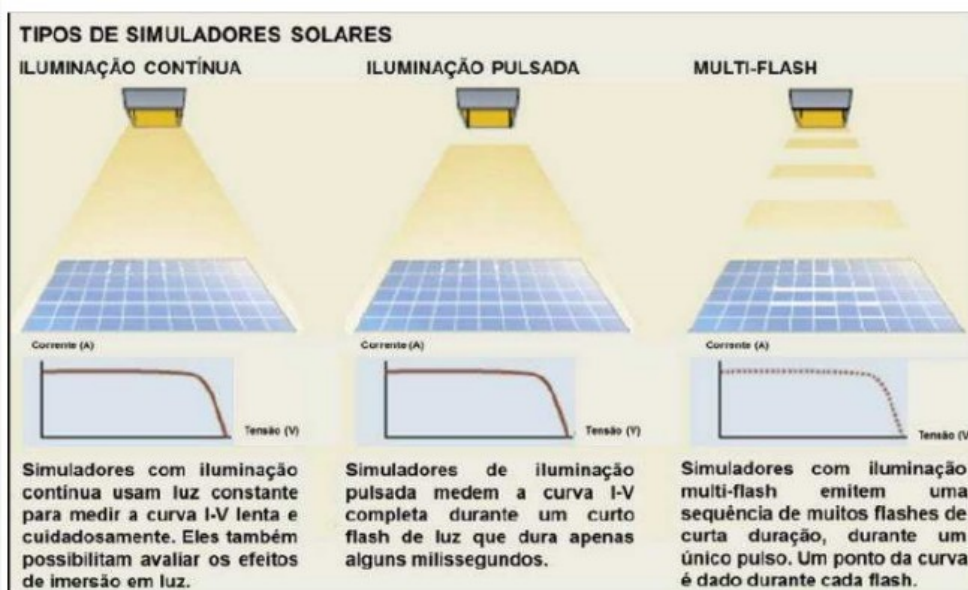 TIPOS DE SIMULADORES SOLARES
ILUMINAÇÃO CONTÍNUA
Corrente (A)
Tensão (V)
Simuladores com iluminação
contínua usam luz constante
para medir a curva I-V lenta e
cuidadosamente. Eles também
possibilitam avaliar os efeitos
de imersão em luz.
ILUMINAÇÃO PULSADA
Corrente (A)
Tensão (V)
Simuladores de iluminação
pulsada medem a curva I-V
completa durante um curto
flash de luz que dura apenas
alguns milissegundos.
MULTI-FLASH
Corrente (A)
Tensão (V
Simuladores com iluminação
multi-flash emitem uma
sequência de muitos flashes de
curta duração, durante um
único pulso. Um ponto da curva
é dado durante cada flash.